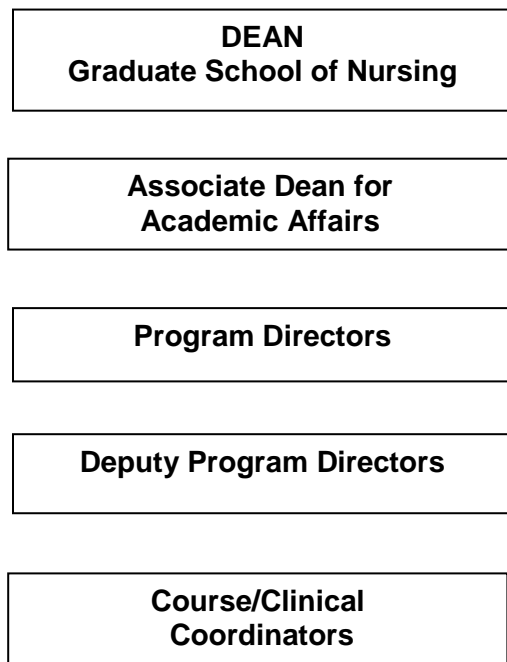 DEAN
Graduate School of Nursing
Associate Dean for
Academic Affairs
Program Directors
Deputy Program Directors
Course/Clinical
Coordinators